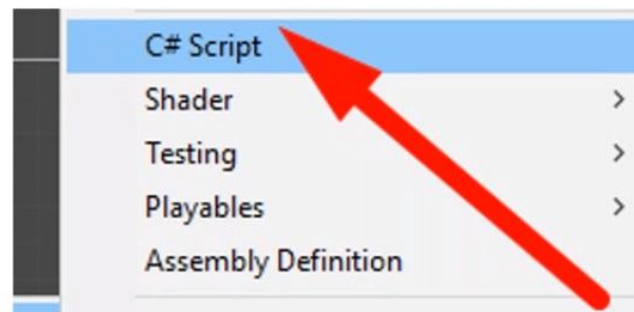 C# Script
Shader
Testing
Playables
Assembly Definition